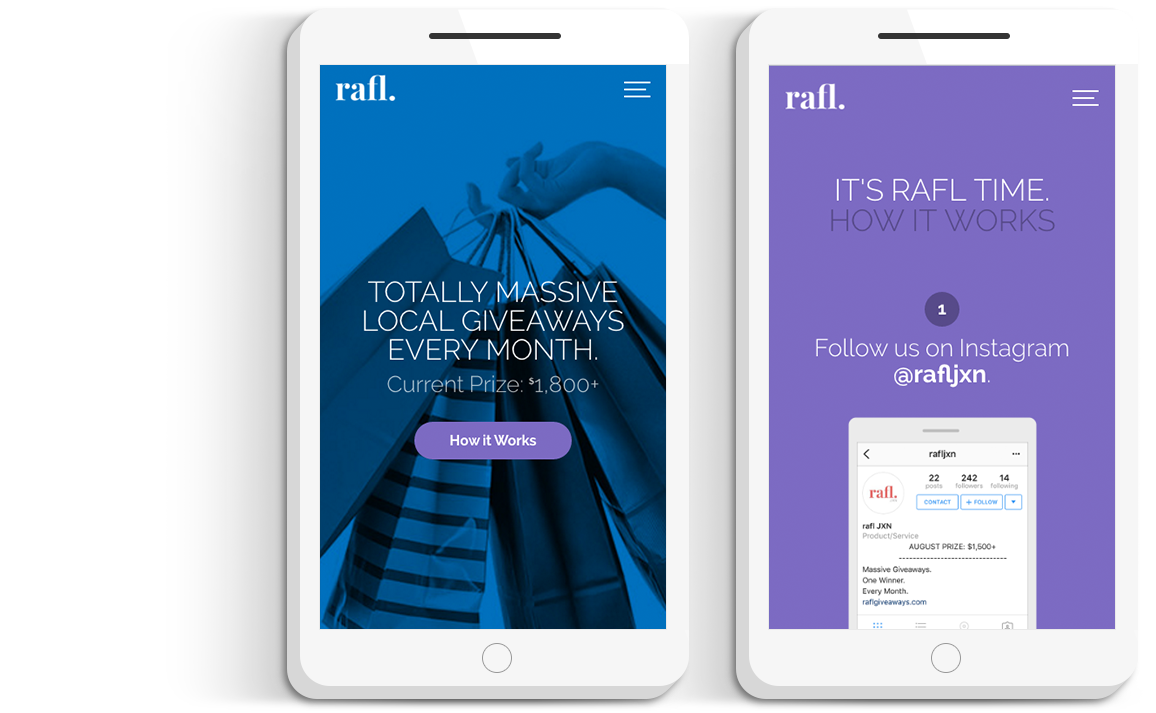 rafl.
TOTALLY MASSIVE
LOCAL GIVEAWAYS
EVERY MONTH.
Current Prize: $1,800+
How it Works
rafl.
IT'S RAFL TIME.
HOW IT WORKS
1
Follow us on Instagram
@rafljxn.
rafljxn
22 242 14
posts followers following
rafl.
CONTACT + FOLLOW
rafl JXN
Product/Service
AUGUST PRIZE: $1,500+
Massive Giveaways.
One Winner.
Every Month.
raflgiveaways.com